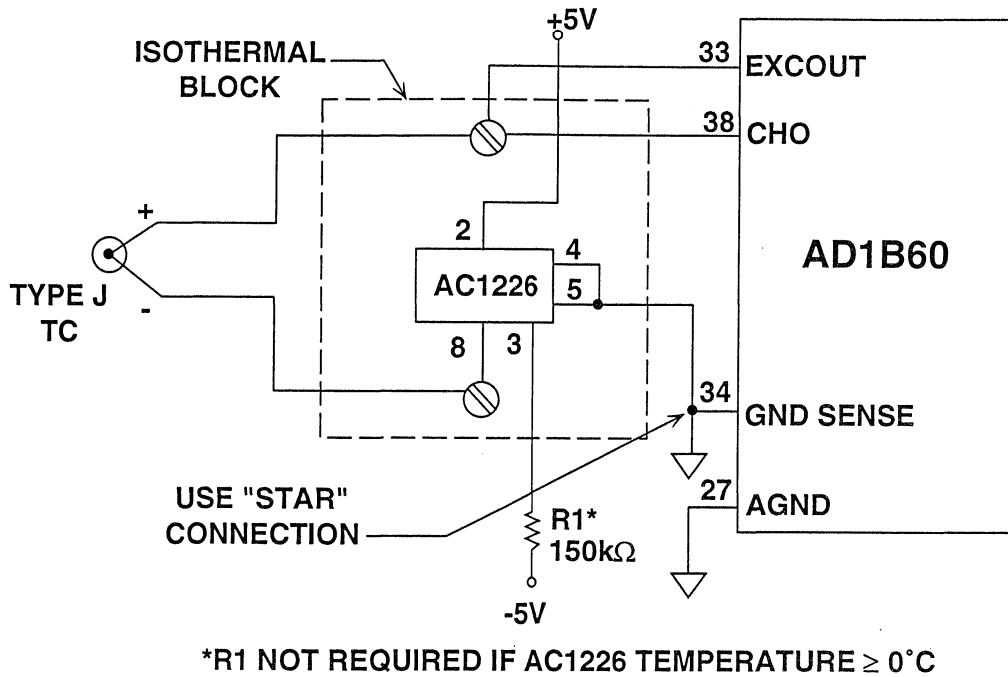 +5V
ISOTHERMAL
BLOCK
33
EXCOUT
38
CHO
+
2
4
AD1B60
AC1226
5
TYPE J
TC
-
8
3
34
GND SENSE
27
AGND
USE "STAR"
CONNECTION
R1*
150kΩ
-5V
*R1 NOT REQUIRED IF AC1226 TEMPERATURE ≥ 0°C